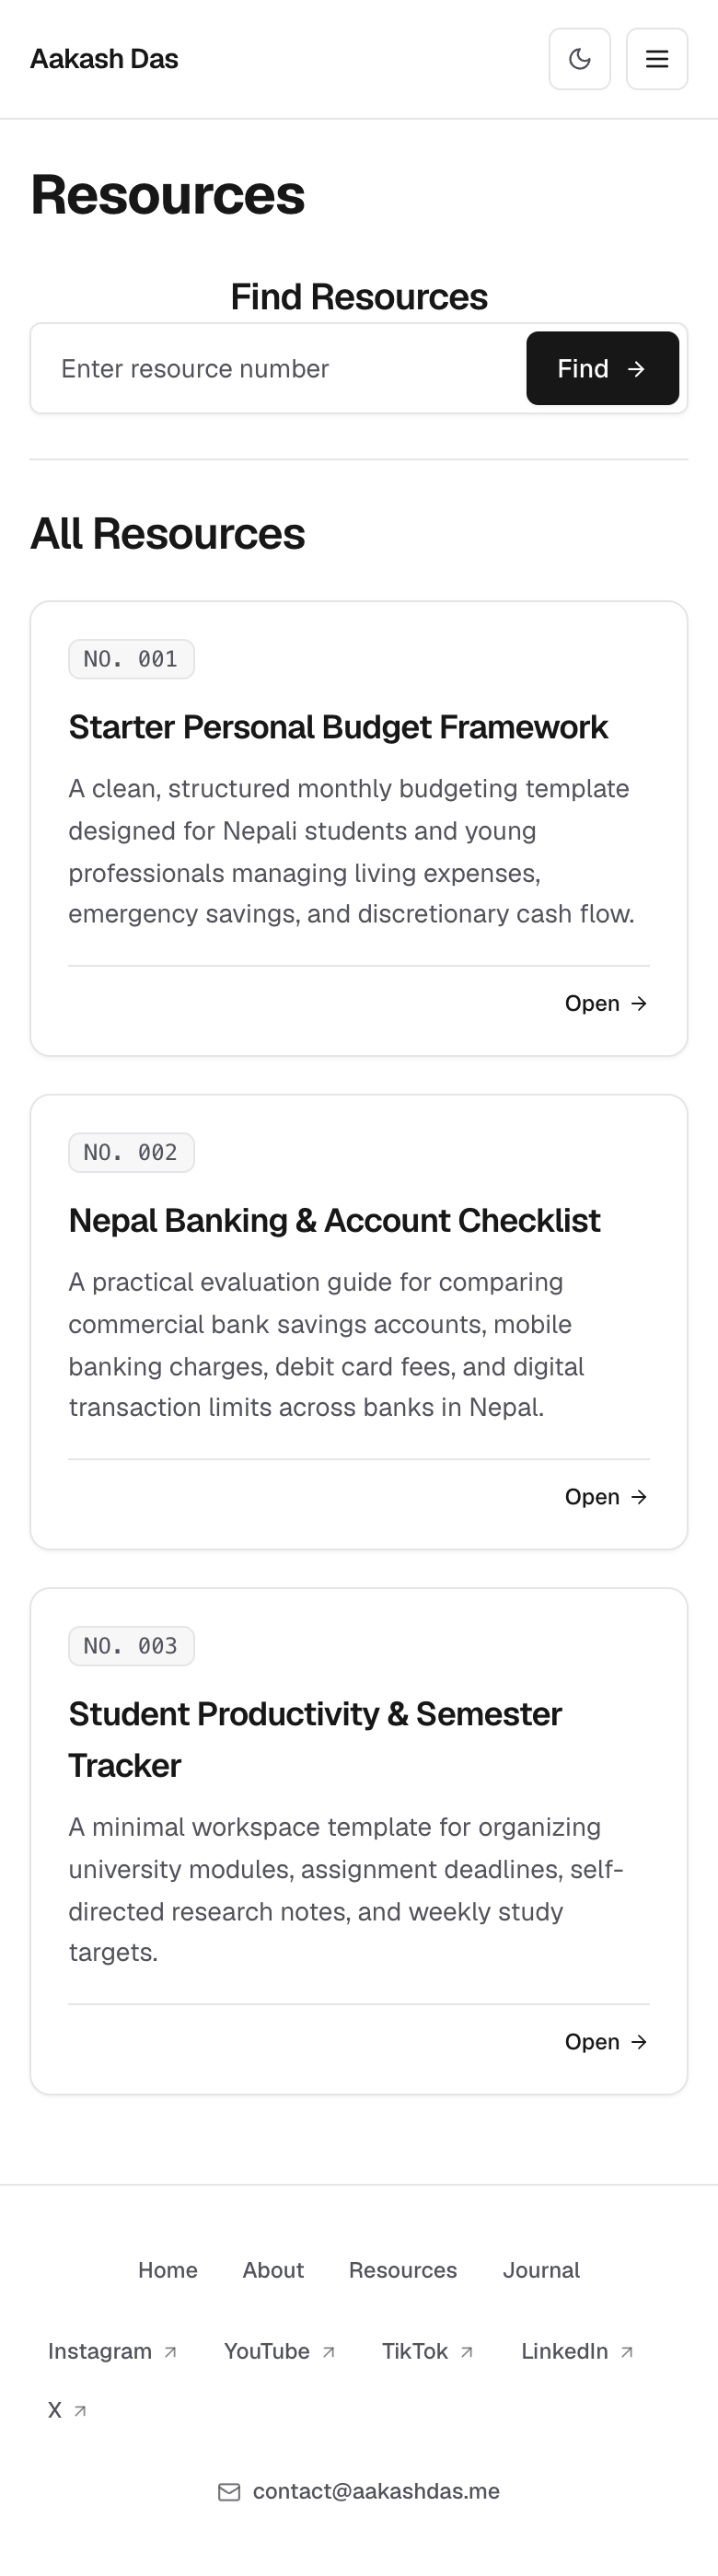 Aakash Das
Resources
Find Resources
Enter resource number
Find →
All Resources
NO. 001
Starter Personal Budget Framework
A clean, structured monthly budgeting template
designed for Nepali students and young
professionals managing living expenses,
emergency savings, and discretionary cash flow.
Open →
NO. 002
Nepal Banking & Account Checklist
A practical evaluation guide for comparing
commercial bank savings accounts, mobile
banking charges, debit card fees, and digital
transaction limits across banks in Nepal.
Open →
NO. 003
Student Productivity & Semester
Tracker
A minimal workspace template for organizing
university modules, assignment deadlines, self-
directed research notes, and weekly study
targets.
Open →
Home About Resources Journal
Instagram ↗ YouTube ↗ TikTok ↗ LinkedIn ↗
X ↗
contact@aakashdas.me